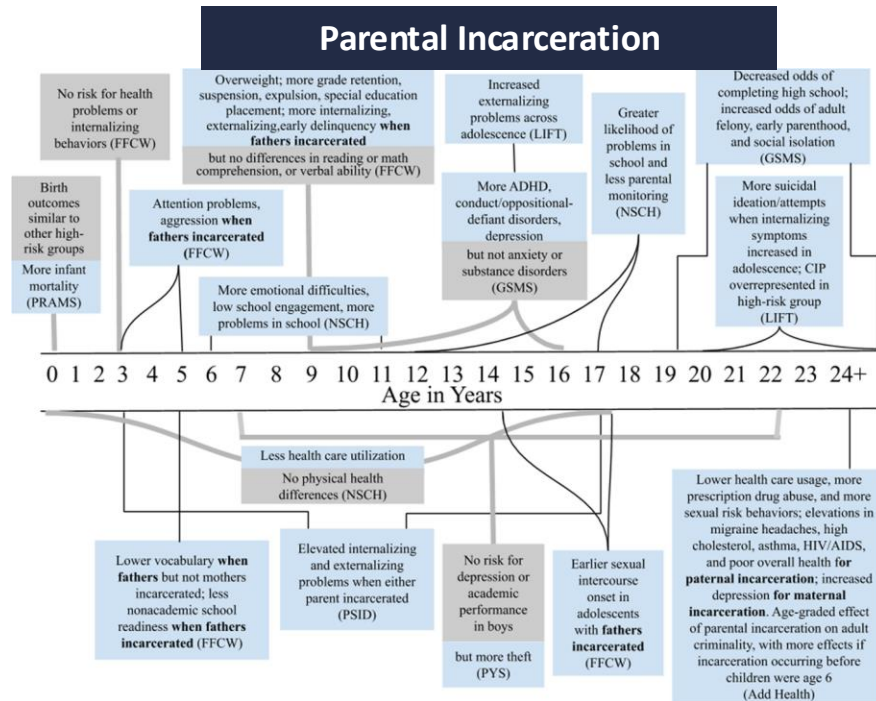 Parental Incarceration
No risk for health
problems or
internalizing
behaviors (FFCW)
Birth
outcomes
similar to
other high-
risk groups
More infant
mortality
(PRAMS)
Attention problems,
aggression when
fathers incarcerated
(FFCW)
Overweight; more grade retention,
suspension, expulsion, special education
placement; more internalizing,
externalizing,early delinquency when
fathers incarcerated
but no differences in reading or math
comprehension, or verbal ability (FFCW)
More emotional difficulties,
low school engagement, more
problems in school (NSCH)
Increased
externalizing
problems across
adolescence (LIFT)
More ADHD,
conduct/oppositional-
defiant disorders,
depression
but not anxiety or
substance disorders
(GSMS)
Greater
likelihood of
problems in
school and
less parental
monitoring
(NSCH)
Decreased odds of
completing high school;
increased odds of adult
felony, early parenthood,
and social isolation
(GSMS)
More suicidal
ideation/attempts
when internalizing
symptoms
increased in
adolescence; CIP
overrepresented in
high-risk group
(LIFT)
0 1 2 3 4 5 6 7 8 9 10 11 12 13 14 15 16 17 18 19 20 21 22 23 24+
Age in Years
Less health care utilization
No physical health
differences (NSCH)
Lower vocabulary when
fathers but not mothers
incarcerated; less
nonacademic school
readiness when fathers
incarcerated (FFCW)
Elevated internalizing
and externalizing
problems when either
parent incarcerated
(PSID)
No risk for
depression or
academic
performance
in boys
but more theft
(PYS)
Earlier sexual
intercourse
onset in
adolescents
with fathers
incarcerated
(FFCW)
Lower health care usage, more
prescription drug abuse, and more
sexual risk behaviors; elevations in
migraine headaches, high
cholesterol, asthma, HIV/AIDS,
and poor overall health for
paternal incarceration; increased
depression for maternal
incarceration. Age-graded effect
of parental incarceration on adult
criminality, with more effects if
incarceration occurring before
children were age 6
(Add Health)